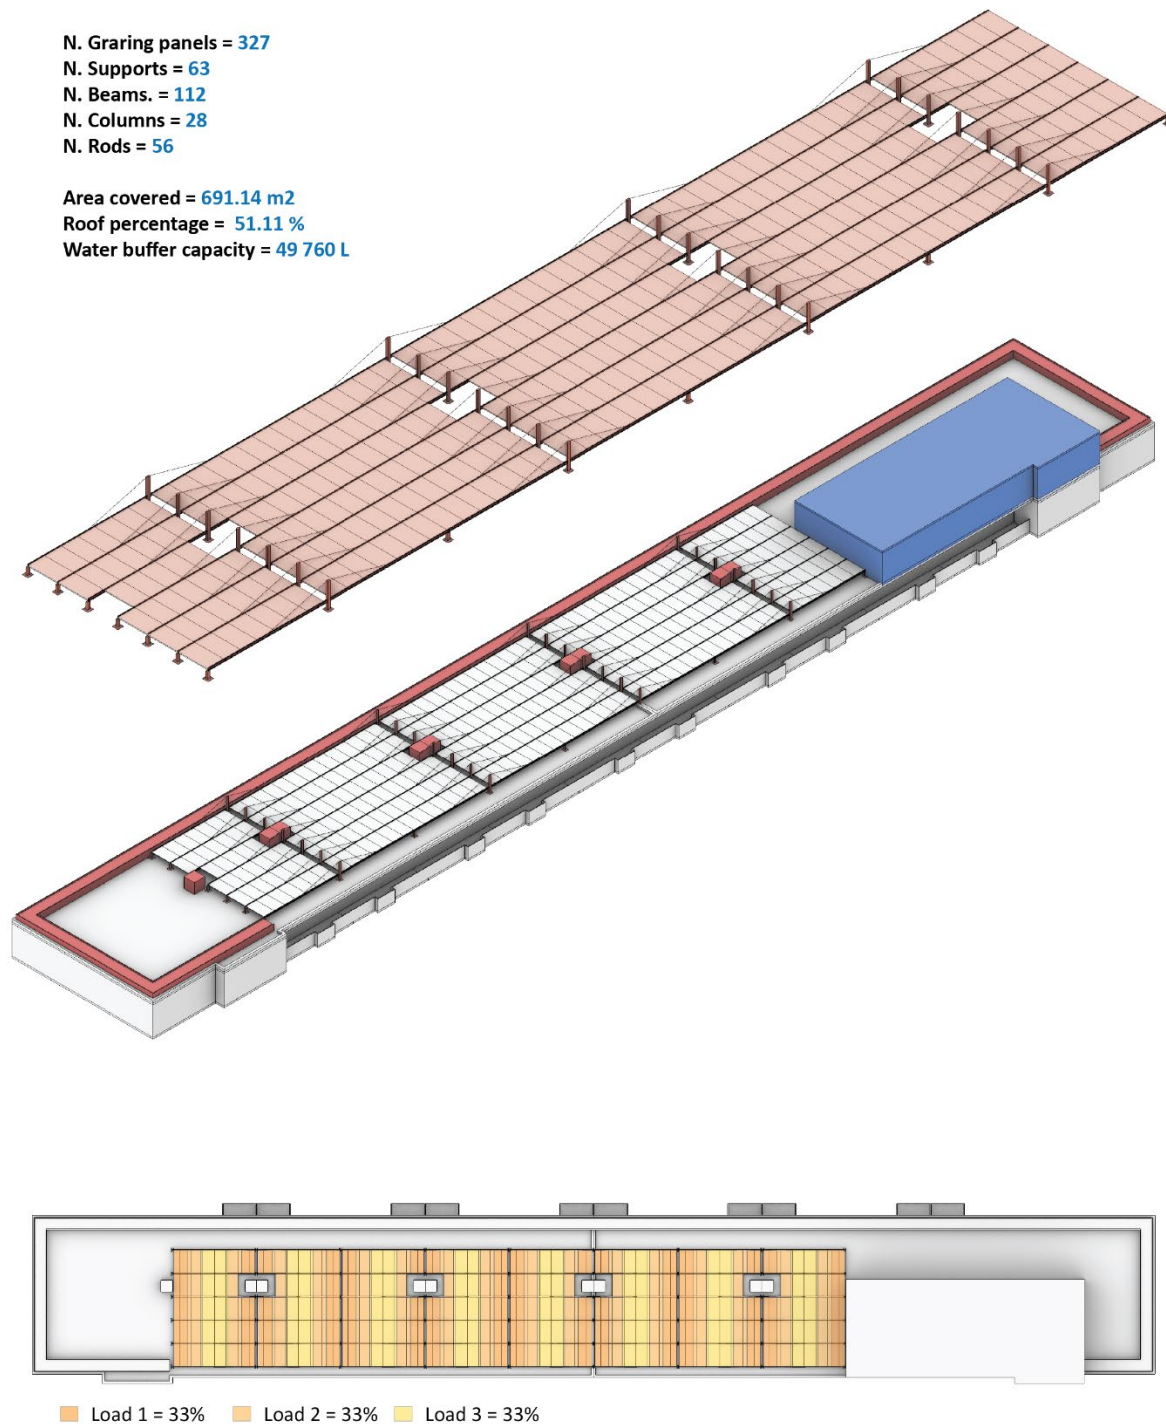 N. Graring panels = 327
N. Supports = 63
N. Beams. = 112
N. Columns = 28
N. Rods = 56
Area covered = 691.14 m2
Roof percentage = 51.11 %
Water buffer capacity = 49 760 L
Load 1 = 33% Load 2 = 33% Load 3 = 33%